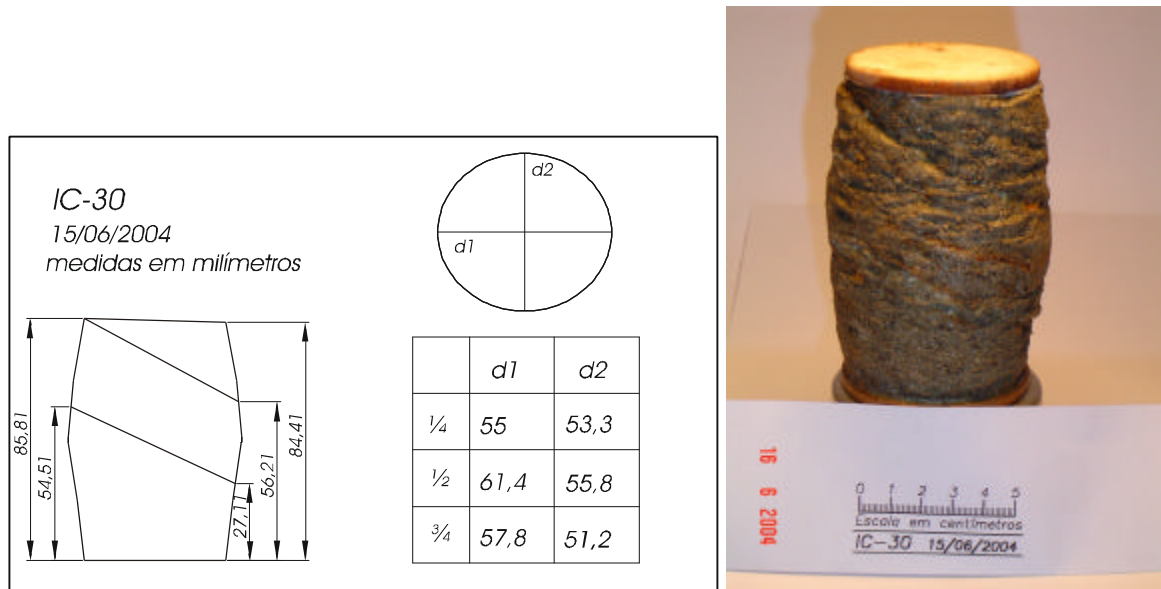 IC-30
15/06/2004
medidas em milímetros
d2
d1
85,81
54,51
27,11
56,21
84,41
d1 d2
¼ 55 53,3
½ 61,4 55,8
¾ 57,8 51,2
16 6 2004
0 1 2 3 4 5
Escala em centímetros
IC-30 15/06/2004